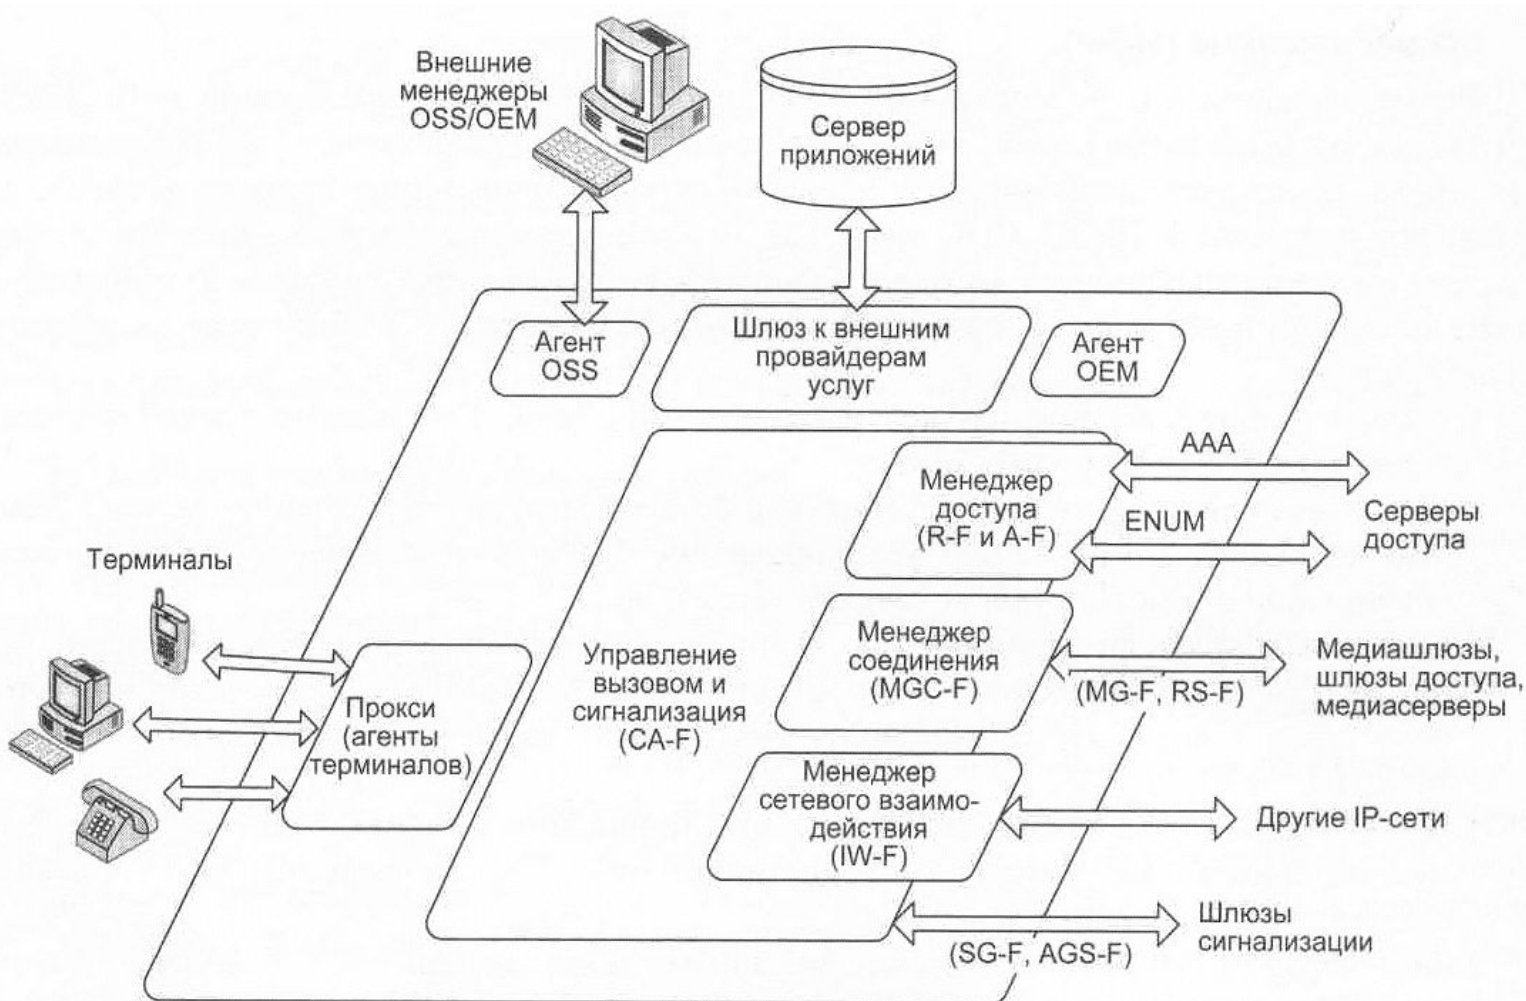 Внешние
менеджеры
OSS/OEM
Сервер
приложений
Агент
OSS
Шлюз к внешним
провайдерам
услуг
Агент
OEM
AAA
Менеджер
доступа
(R-F и A-F)
ENUM
Серверы
доступа
Терминалы
Менеджер
соединения
(MGC-F)
(MG-F, RS-F)
Медиашлюзы,
шлюзы доступа,
медиасерверы
Управление
вызовом и
сигнализация
(CA-F)
Прокси
(агенты
терминалов)
Менеджер
сетевого взаимо-
действия
(IW-F)
Другие IP-сети
Шлюзы
сигнализации
(SG-F, AGS-F)